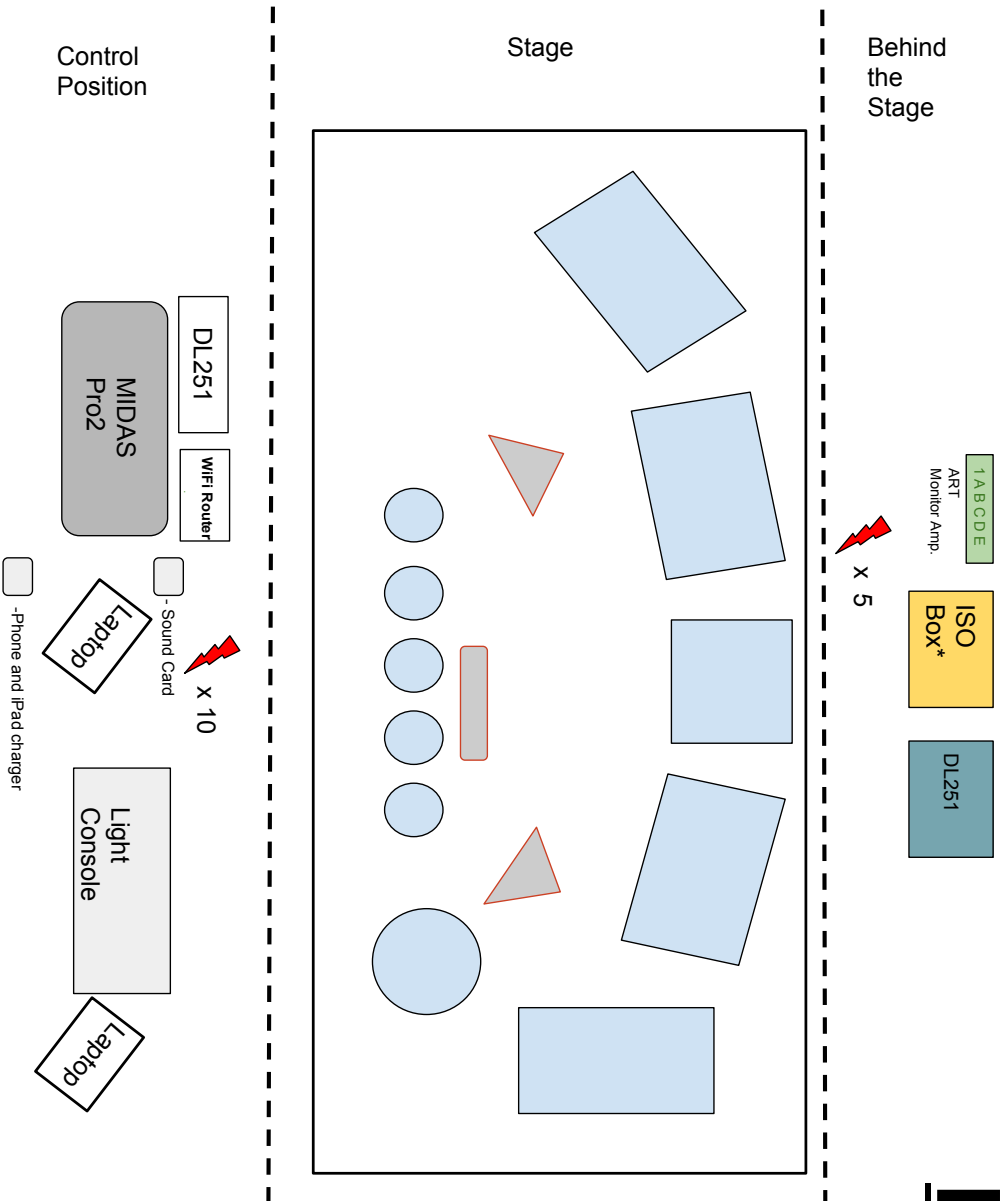 Control
Position
Stage
Behind
the
Stage
DL251
WiFi Router
MIDAS
Pro2
- Sound Card
Laptop
-Phone and iPad charger
x 10
Light
Console
Laptop
1 A B C D E
ART
Monitor Amp.
x 5
ISO
Box*
DL251